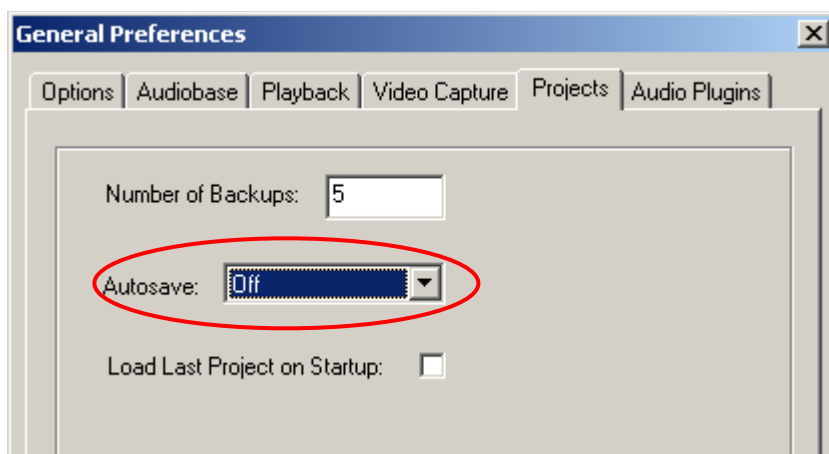 General Preferences
Options Audiobase Playback Video Capture Projects Audio Plugins
Number of Backups: 5
Autosave: Off
Load Last Project on Startup: